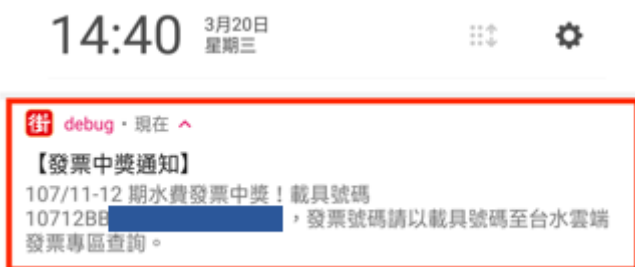 14:40 3月20日
星期三
街 debug・現在
【發票中獎通知】
107/11-12 期水費發票中獎！載具號碼
10712BB ，發票號碼請以載具號碼至台水雲端
發票專區查詢。